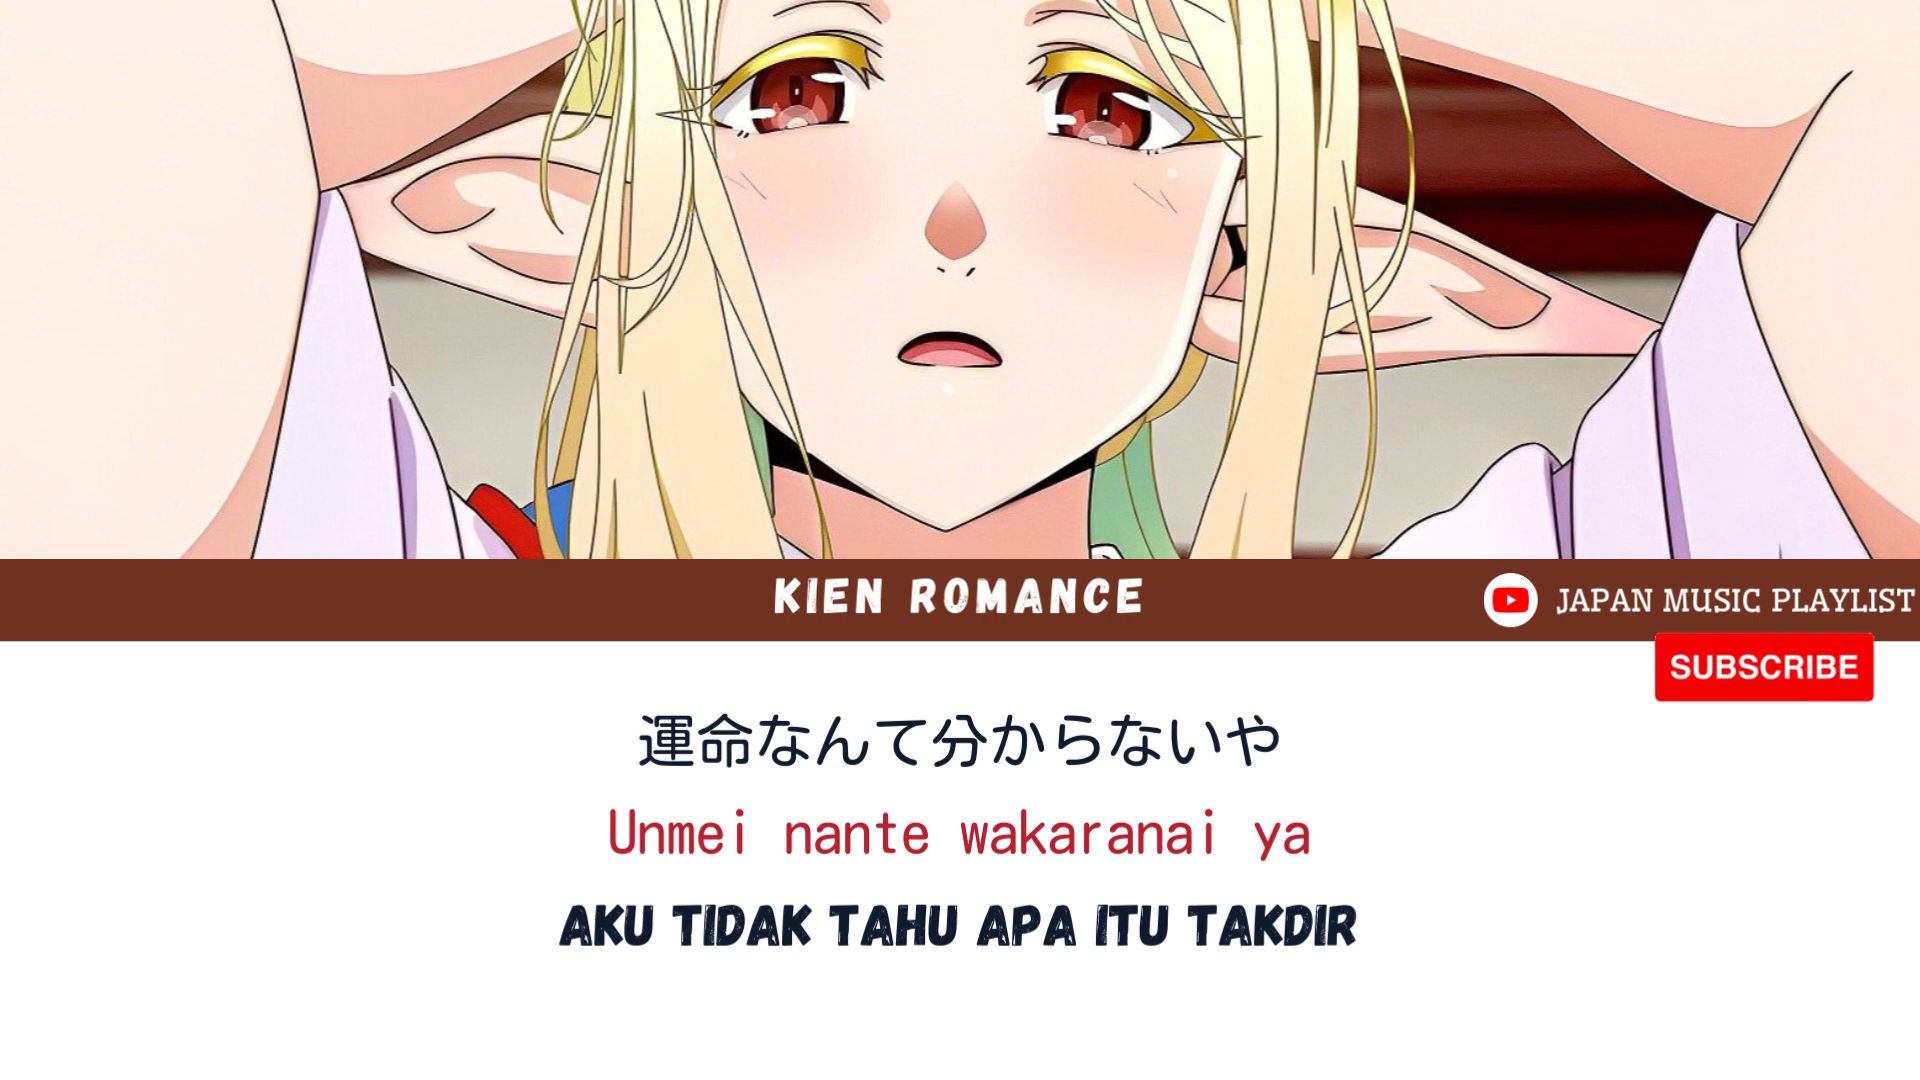 KIEN ROMANCE
JAPAN MUSIC PLAYLIST
SUBSCRIBE
運命なんて分からないや
Unmei nante wakaranai ya
AKU TIDAK TAHU APA ITU TAKDIR